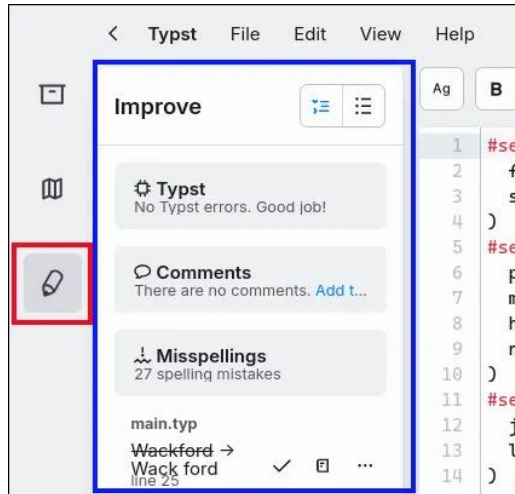 Typst File Edit View Help
Improve
Ag B
Typst
No Typst errors. Good job!
Comments
There are no comments. Add t...
Misspellings
27 spelling mistakes
main.typ
Wackford →
Wack ford
line 25
1 #se
2
3 s
4 )
5 #se
6 p
7 m
8 h
9
10 )
11 #se
12 j
13 l
14 )